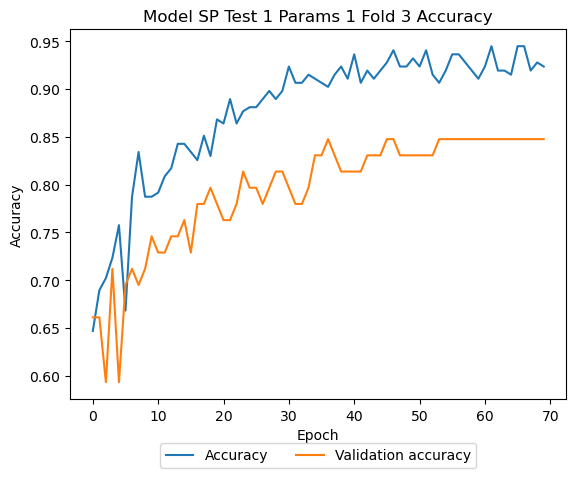 Model SP Test 1 Params 1 Fold 3 Accuracy
0.95
0.90
0.85
0.80
0.75
0.70
0.65
0.60
Accuracy
0 10 20 30 40 50 60 70
Epoch
Accuracy Validation accuracy